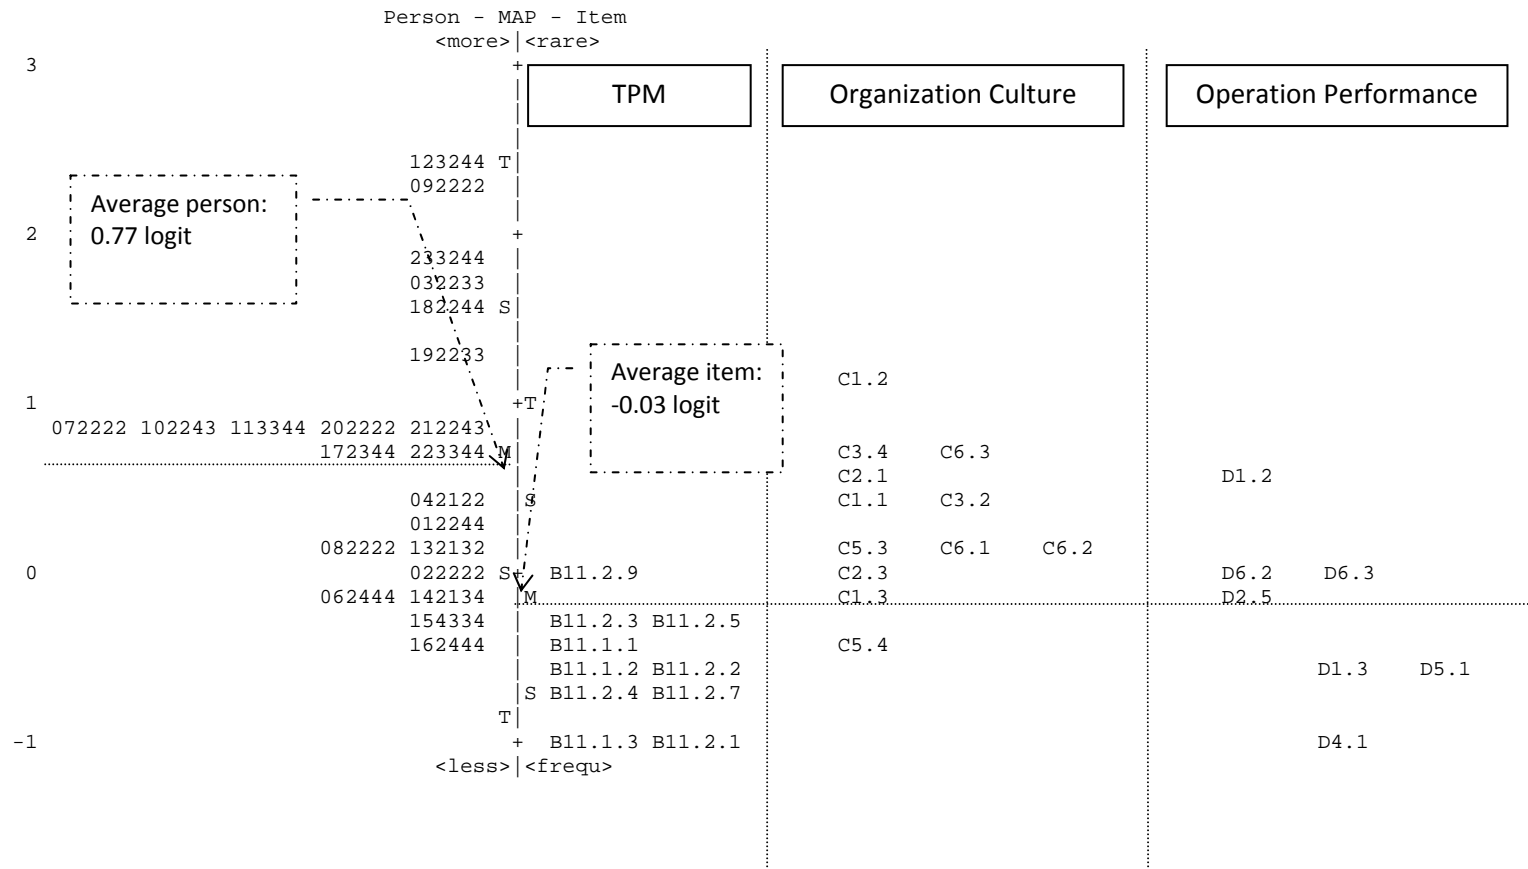 Person - MAP - Item
<more>|<rare>
3 +
TPM Organization Culture Operation Performance
123244 T|
092222 |
Average person:
0.77 logit
2 +
233244 |
032233 |
182244 S|
192233 |
Average item:
-0.03 logit
C1.2
1 +T
072222 102243 113344 202222 212243 |
172344 223344 M| C3.4 C6.3
C2.1 D1.2
042122 |S C1.1 C3.2
012244 |
082222 132132 | C5.3 C6.1 C6.2
0 022222 S+ B11.2.9 C2.3 D6.2 D6.3
062444 142134 |M C1.3 D2.5
154334 | B11.2.3 B11.2.5
162444 | B11.1.1 C5.4
| B11.1.2 B11.2.2 D1.3 D5.1
|S B11.2.4 B11.2.7
T|
-1 + B11.1.3 B11.2.1 D4.1
<less>|<frequ>